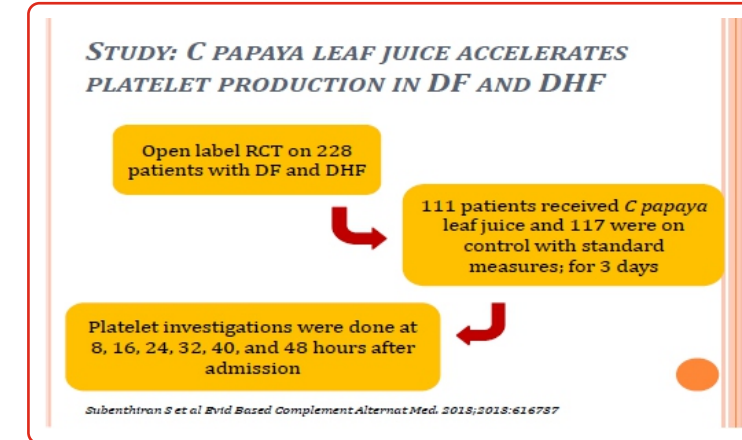 STUDY: C PAPAYA LEAF JUICE ACCELERATES
PLATELET PRODUCTION IN DF AND DHF
Open label RCT on 228
patients with DF and DHF
111 patients received C papaya
leaf juice and 117 were on
control with standard
measures; for 3 days
Platelet investigations were done at
8, 16, 24, 32, 40, and 48 hours after
admission
Subenthiran S et al Evid Based Complement Alternat Med. 2018;2018:616737